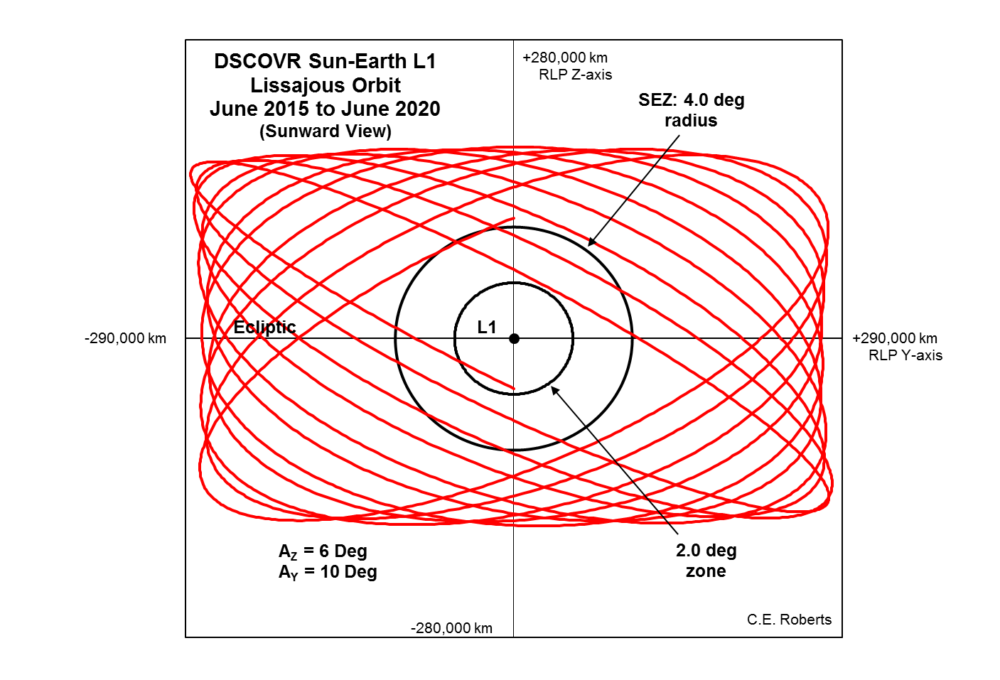 DSCOVR Sun-Earth L1
Lissajous Orbit
June 2015 to June 2020
(Sunward View)
+280,000 km
RLP Z-axis
SEZ: 4.0 deg
radius
Ecliptic
L1
-290,000 km
+290,000 km
RLP Y-axis
AZ = 6 Deg
AY = 10 Deg
2.0 deg
zone
-280,000 km
C.E. Roberts